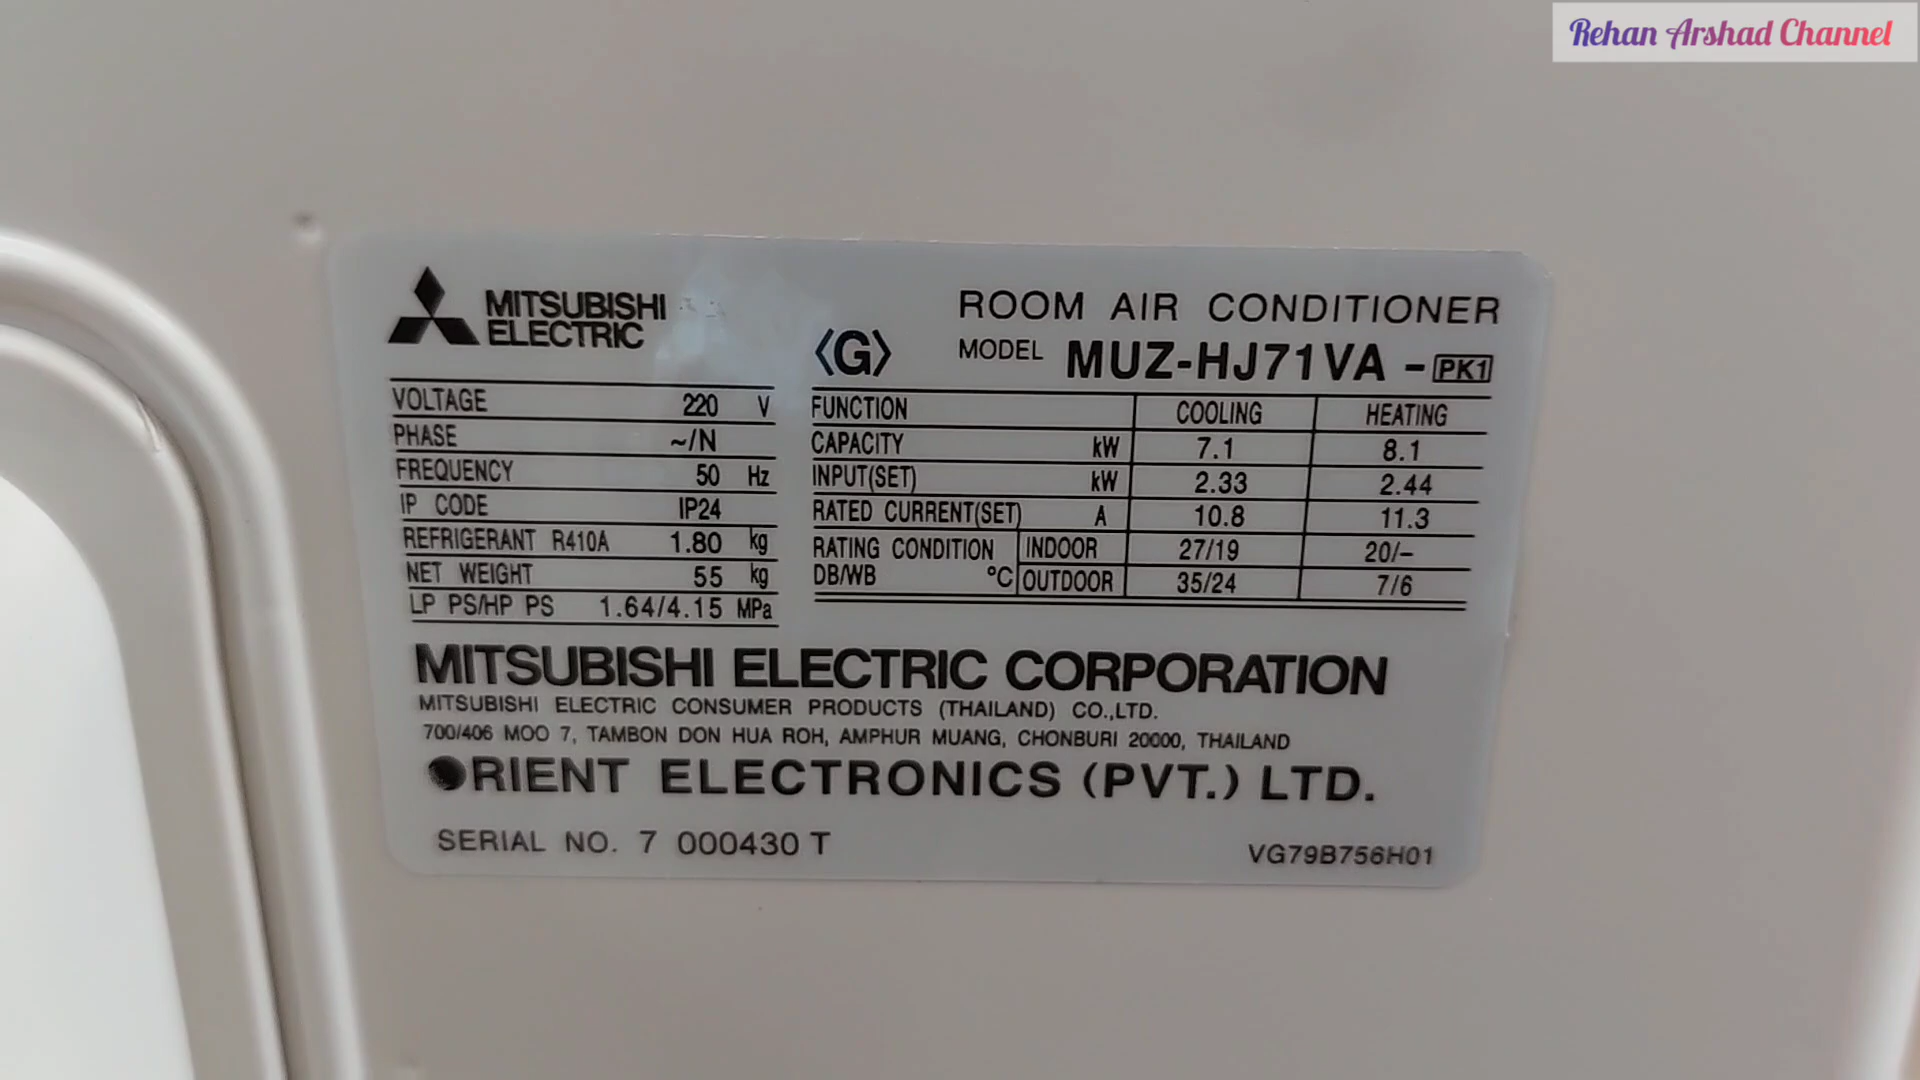 Rehan Arshad Channel
MITSUBISHI
ELECTRIC
⟨G⟩
ROOM AIR CONDITIONER
MODEL MUZ-HJ71VA - PK1
VOLTAGE 220 V
PHASE ~/N
FREQUENCY 50 Hz
IP CODE IP24
REFRIGERANT R410A 1.80 kg
NET WEIGHT 55 kg
LP PS/HP PS 1.64/4.15 MPa
FUNCTION COOLING HEATING
CAPACITY kW 7.1 8.1
INPUT(SET) kW 2.33 2.44
RATED CURRENT(SET) A 10.8 11.3
RATING CONDITION INDOOR 27/19 20/–
DB/WB °C OUTDOOR 35/24 7/6
MITSUBISHI ELECTRIC CORPORATION
MITSUBISHI ELECTRIC CONSUMER PRODUCTS (THAILAND) CO.,LTD.
700/406 MOO 7, TAMBON DON HUA ROH, AMPHUR MUANG, CHONBURI 20000, THAILAND
ORIENT ELECTRONICS (PVT.) LTD.
SERIAL NO. 7 000430 T
VG79B756H01